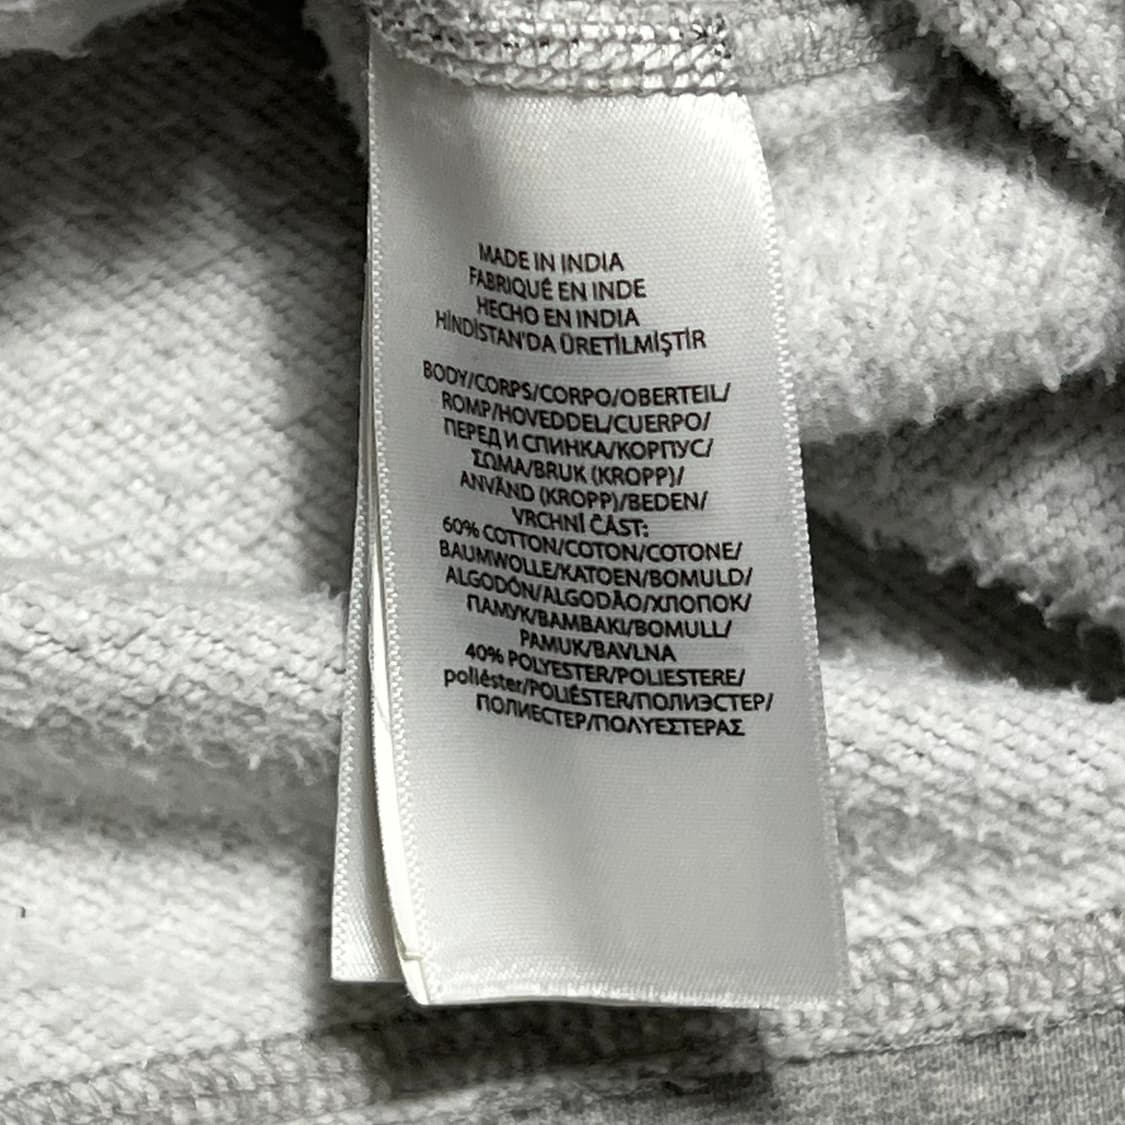 MADE IN INDIA
FABRIQUÉ EN INDE
HECHO EN INDIA
HİNDİSTAN'DA ÜRETİLMİŞTİR
BODY/CORPS/CORPO/OBERTEIL/
ROMP/HOVEDDEL/CUERPO/
ПЕРЕД И СПИНКА/КОРПУС/
ΣΩΜΑ/BRUK (KROPP)/
ANVÄND (KROPP)/BEDEN/
VRCHNÍ ČÁST:
60% COTTON/COTON/COTONE/
BAUMWOLLE/KATOEN/BOMULD/
ALGODÓN/ALGODÃO/ХЛОПОК/
ПАМУК/ΒΑΜΒΑΚΙ/BOMULL/
PAMUK/BAVLNA
40% POLYESTER/POLIESTERE/
poliéster/POLIÉSTER/ПОЛИЭСТЕР/
ПОЛИЕСТЕР/ΠΟΛΥΕΣΤΕΡΑΣ